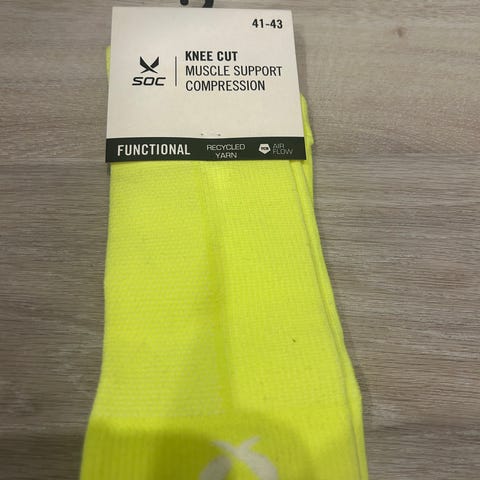 41-43
SOC
KNEE CUT
MUSCLE SUPPORT
COMPRESSION
FUNCTIONAL
RECYCLED
YARN
AIR
FLOW